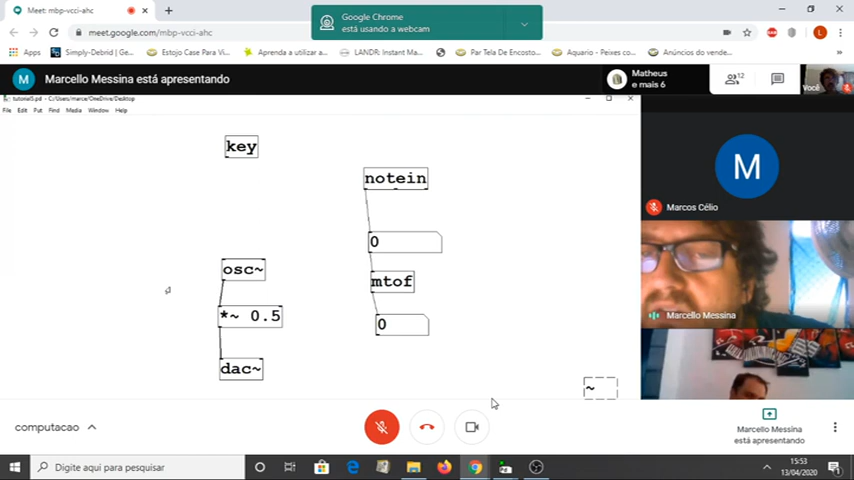 Meet: mbp-vcci-ahc
Google Chrome
está usando a webcam
meet.google.com/mbp-vcci-ahc
Apps
Simply-Debrid | Ge...
Estojo Case Para Vi...
Aprenda a utilizar a...
LANDR: Instant Ma...
Par Tela De Encosto...
Aquario - Peixes co...
Anúncios do vende...
M
Marcello Messina está apresentando
Matheus
e mais 6
12
Você
tutorial5.pd - C:/Users/marce/OneDrive/Desktop
File Edit Put Find Media Window Help
key
notein
0
osc~
mtof
*~ 0.5
0
dac~
~
M
Marcos Célio
Marcello Messina
computacao
Marcello Messina
está apresentando
Digite aqui para pesquisar
15:53
13/04/2020